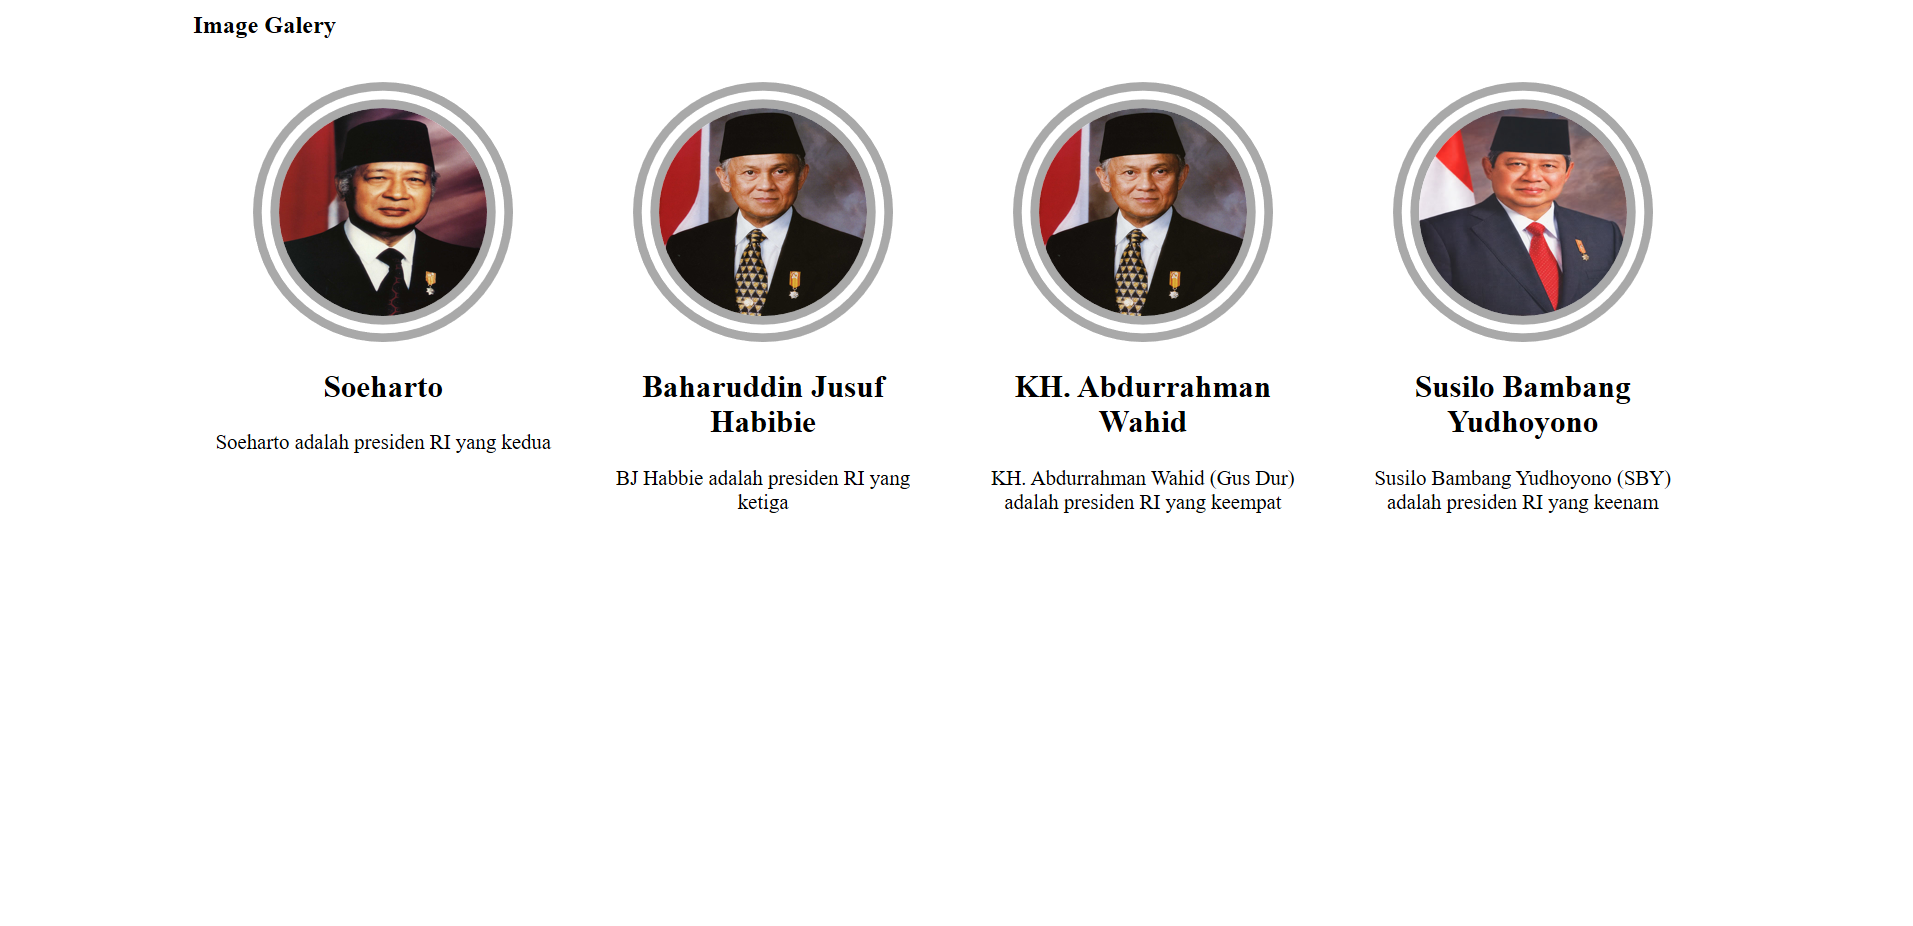 Image Galery
Soeharto
Soeharto adalah presiden RI yang kedua
Baharuddin Jusuf
Habibie
BJ Habbie adalah presiden RI yang
ketiga
KH. Abdurrahman
Wahid
KH. Abdurrahman Wahid (Gus Dur)
adalah presiden RI yang keempat
Susilo Bambang
Yudhoyono
Susilo Bambang Yudhoyono (SBY)
adalah presiden RI yang keenam